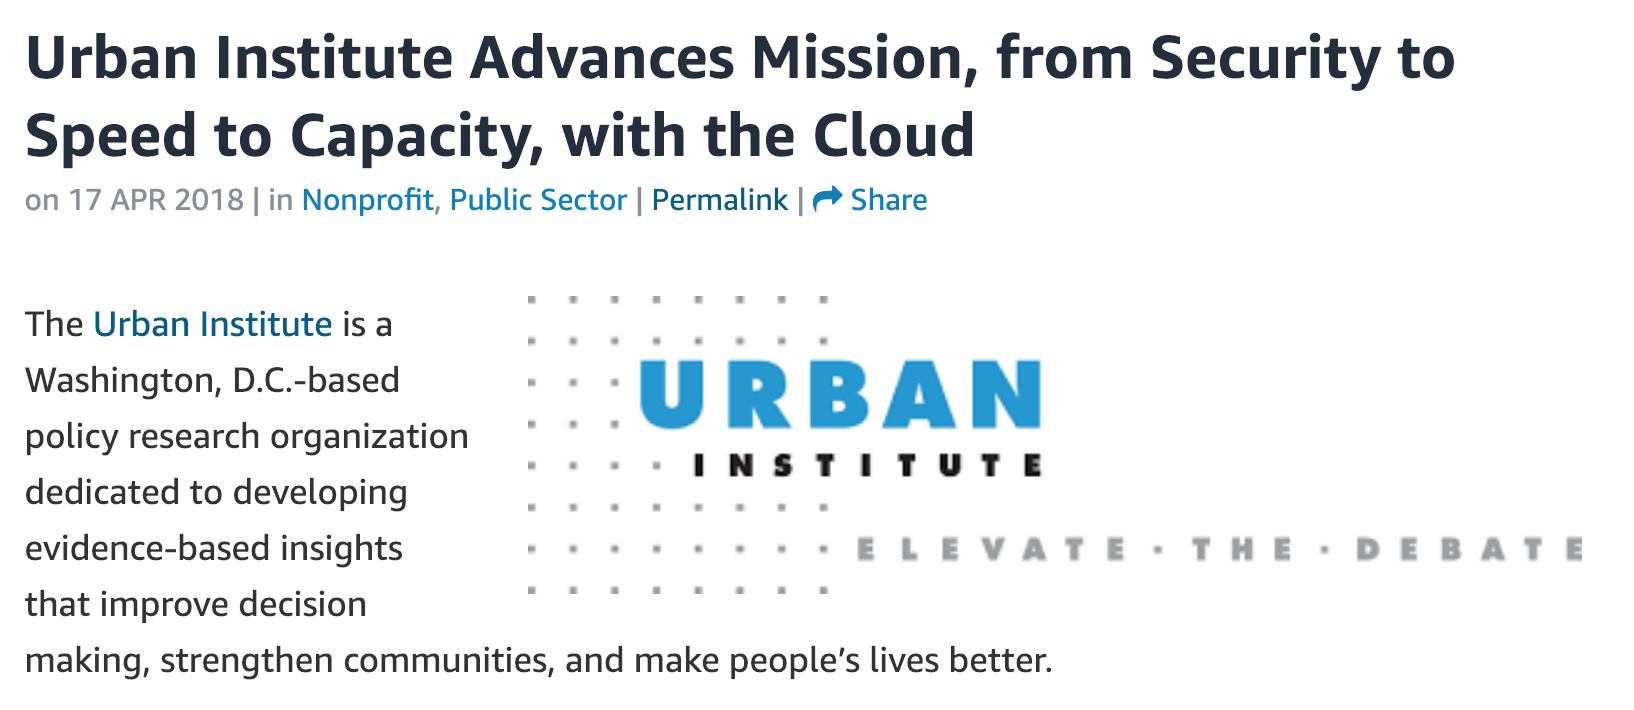 Urban Institute Advances Mission, from Security to
Speed to Capacity, with the Cloud
on 17 APR 2018 | in Nonprofit, Public Sector | Permalink | Share
The Urban Institute is a
Washington, D.C.-based
policy research organization
dedicated to developing
evidence-based insights
that improve decision
making, strengthen communities, and make people’s lives better.
URBAN
INSTITUTE
ELEVATE · THE · DEBATE